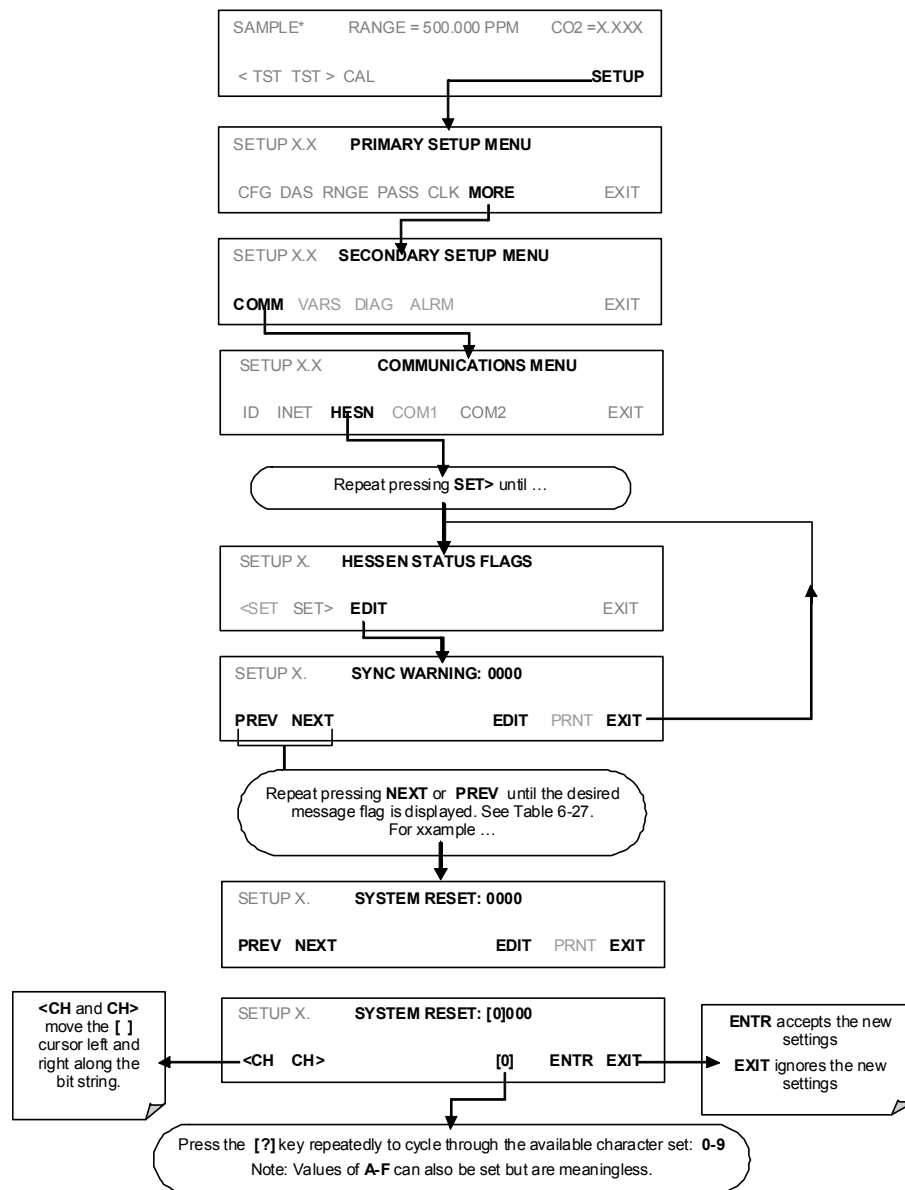 SAMPLE* RANGE = 500.000 PPM CO2 =X.XXX
< TST TST > CAL SETUP
SETUP X.X PRIMARY SETUP MENU
CFG DAS RNGE PASS CLK MORE EXIT
SETUP X.X SECONDARY SETUP MENU
COMM VARS DIAG ALRM EXIT
SETUP X.X COMMUNICATIONS MENU
ID INET HESN COM1 COM2 EXIT
Repeat pressing SET> until …
SETUP X. HESSEN STATUS FLAGS
<SET SET> EDIT EXIT
SETUP X. SYNC WARNING: 0000
PREV NEXT EDIT PRNT EXIT
Repeat pressing NEXT or PREV until the desired
message flag is displayed. See Table 6-27.
For xxample …
SETUP X. SYSTEM RESET: 0000
PREV NEXT EDIT PRNT EXIT
<CH and CH>
move the [ ]
cursor left and
right along the
bit string.
SETUP X. SYSTEM RESET: [0]000
<CH CH> [0] ENTR EXIT
ENTR accepts the new
settings
EXIT ignores the new
settings
Press the [?] key repeatedly to cycle through the available character set: 0-9
Note: Values of A-F can also be set but are meaningless.